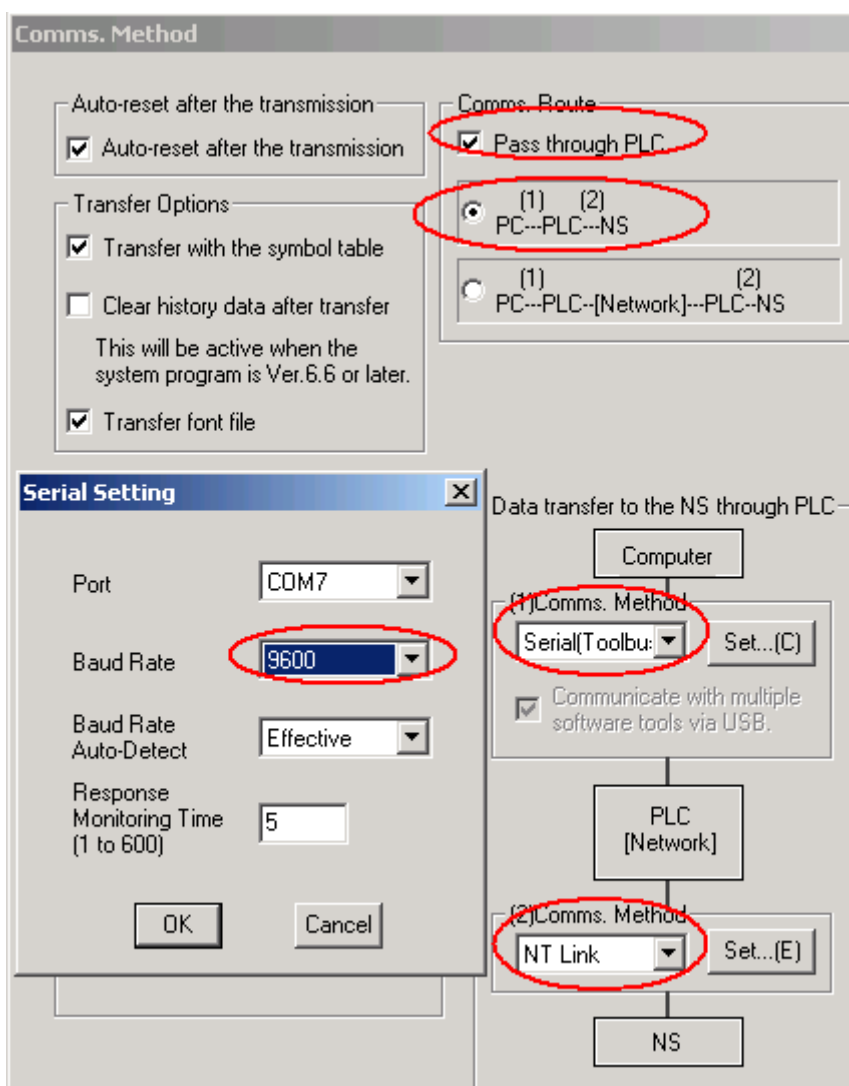 Comms. Method
Auto-reset after the transmission
Auto-reset after the transmission
Transfer Options
Transfer with the symbol table
Clear history data after transfer
This will be active when the
system program is Ver.6.6 or later.
Transfer font file
Comms. Route
Pass through PLC
(1) (2)
PC---PLC---NS
(1) (2)
PC---PLC--[Network]---PLC--NS
Serial Setting
Port
COM7
Baud Rate
9600
Baud Rate
Auto-Detect
Effective
Response
Monitoring Time
(1 to 600)
5
OK
Cancel
Data transfer to the NS through PLC
Computer
(1)Comms. Method
Serial(Toolbu:
Set...(C)
Communicate with multiple
software tools via USB.
PLC
[Network]
(2)Comms. Method
NT Link
Set...(E)
NS